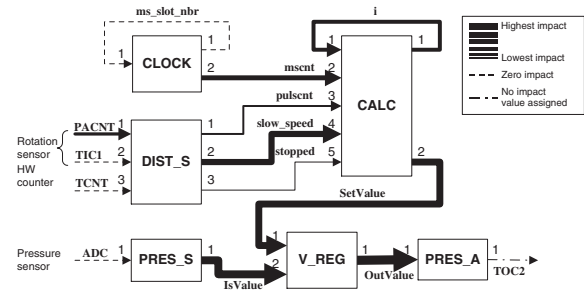 ms_slot_nbr
i
Highest impact
Lowest impact
Zero impact
No impact
value assigned
1 CLOCK 1
2 mscnt
1 CALC 1
2
pulscnt 3
slow_speed 4
stopped 5
2
SetValue
Rotation
sensor
HW
counter
PACNT 1
TIC1 2
TCNT 3
DIST_S
1
2
3
Pressure
sensor
ADC 1 PRES_S 1
IsValue
1
2
V_REG 1
OutValue
1 PRES_A 1
TOC2